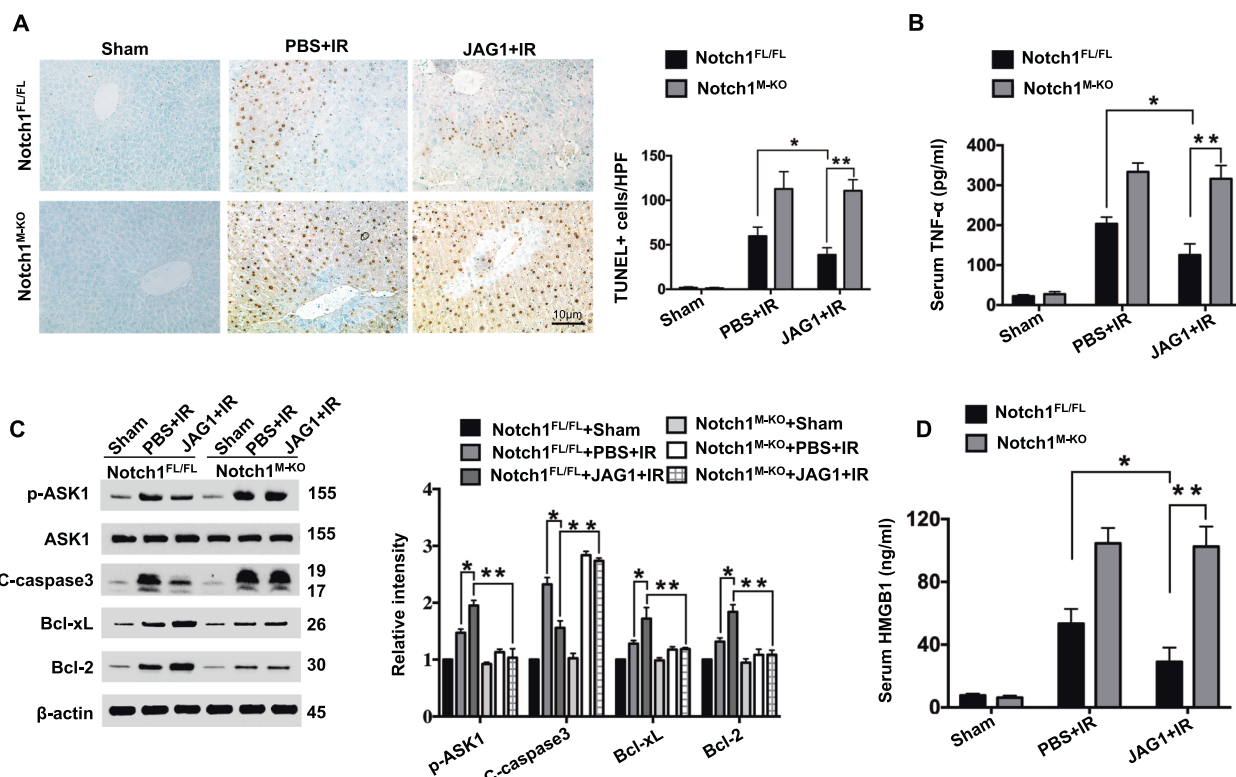 A
Sham
PBS+IR
JAG1+IR
Notch1FL/FL
Notch1M-KO
10μm
Notch1FL/FL
Notch1M-KO
TUNEL+ cells/HPF
150
100
50
0
*
**
Sham
PBS+IR
JAG1+IR
B
Notch1FL/FL
Notch1M-KO
Serum TNF-α (pg/ml)
400
300
200
100
0
*
**
Sham
PBS+IR
JAG1+IR
C
Sham
PBS+IR
JAG1+IR
Sham
PBS+IR
JAG1+IR
Notch1FL/FL
Notch1M-KO
p-ASK1
155
ASK1
155
C-caspase3
19
17
Bcl-xL
26
Bcl-2
30
β-actin
45
Notch1FL/FL+Sham
Notch1FL/FL+PBS+IR
Notch1FL/FL+JAG1+IR
Notch1M-KO+Sham
Notch1M-KO+PBS+IR
Notch1M-KO+JAG1+IR
Relative intensity
4
3
2
1
0
*
**
*
**
*
**
*
**
p-ASK1
C-caspase3
Bcl-xL
Bcl-2
D
Notch1FL/FL
Notch1M-KO
Serum HMGB1 (ng/ml)
120
80
40
0
*
**
Sham
PBS+IR
JAG1+IR